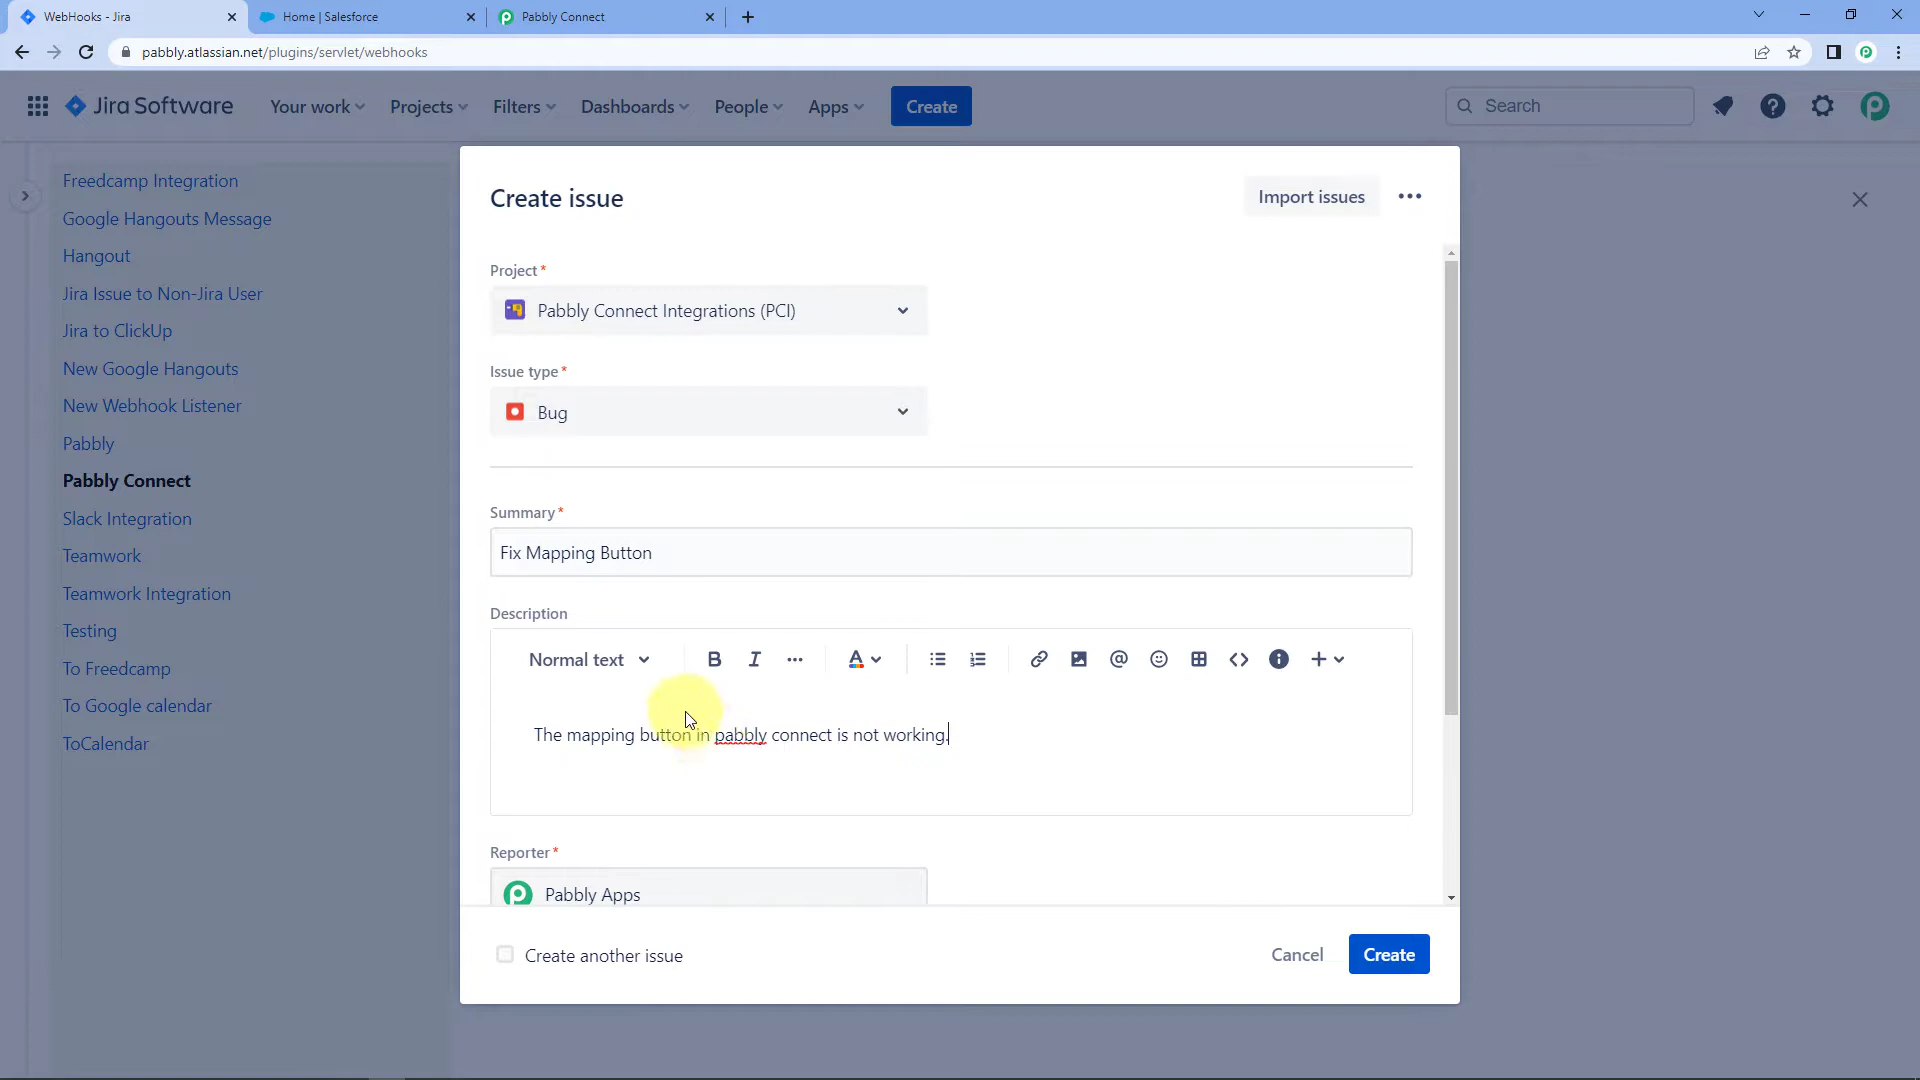 WebHooks - Jira
Home | Salesforce
Pabbly Connect
pabbly.atlassian.net/plugins/servlet/webhooks
Jira Software
Your work
Projects
Filters
Dashboards
People
Apps
Create
Search
Freedcamp Integration
Google Hangouts Message
Hangout
Jira Issue to Non-Jira User
Jira to ClickUp
New Google Hangouts
New Webhook Listener
Pabbly
Pabbly Connect
Slack Integration
Teamwork
Teamwork Integration
Testing
To Freedcamp
To Google calendar
ToCalendar
Create issue
Import issues
Project*
Pabbly Connect Integrations (PCI)
Issue type*
Bug
Summary*
Fix Mapping Button
Description
Normal text
The mapping button in pabbly connect is not working.
Reporter*
Pabbly Apps
Create another issue
Cancel
Create